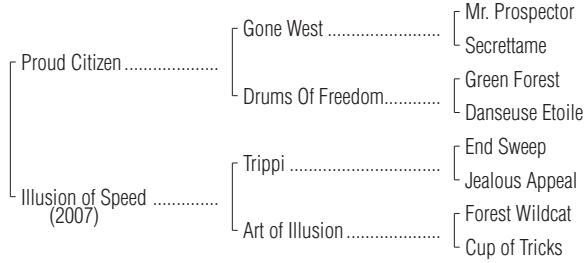 Mr. Prospector
Gone West ....................
Secrettame
Proud Citizen .................
Green Forest
Drums Of Freedom............
Danseuse Etoile
End Sweep
Trippi ...........................
Jealous Appeal
Illusion of Speed ............
(2007)
Forest Wildcat
Art of Illusion .................
Cup of Tricks